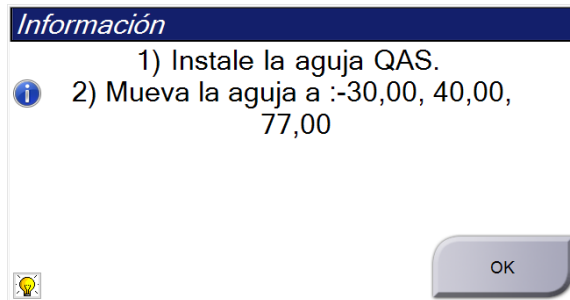 Información
1) Instale la aguja QAS.
2) Mueva la aguja a :-30,00, 40,00,
77,00
OK